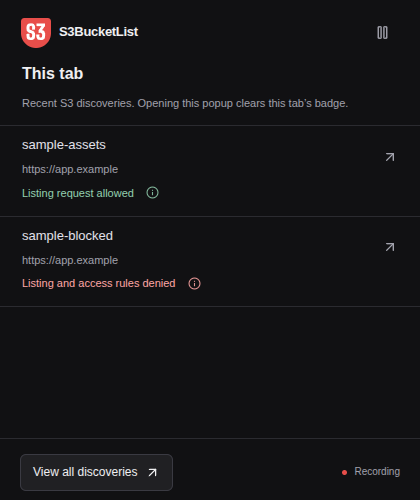 S3 S3BucketList
This tab
Recent S3 discoveries. Opening this popup clears this tab's badge.
sample-assets
https://app.example
Listing request allowed
sample-blocked
https://app.example
Listing and access rules denied
View all discoveries
Recording